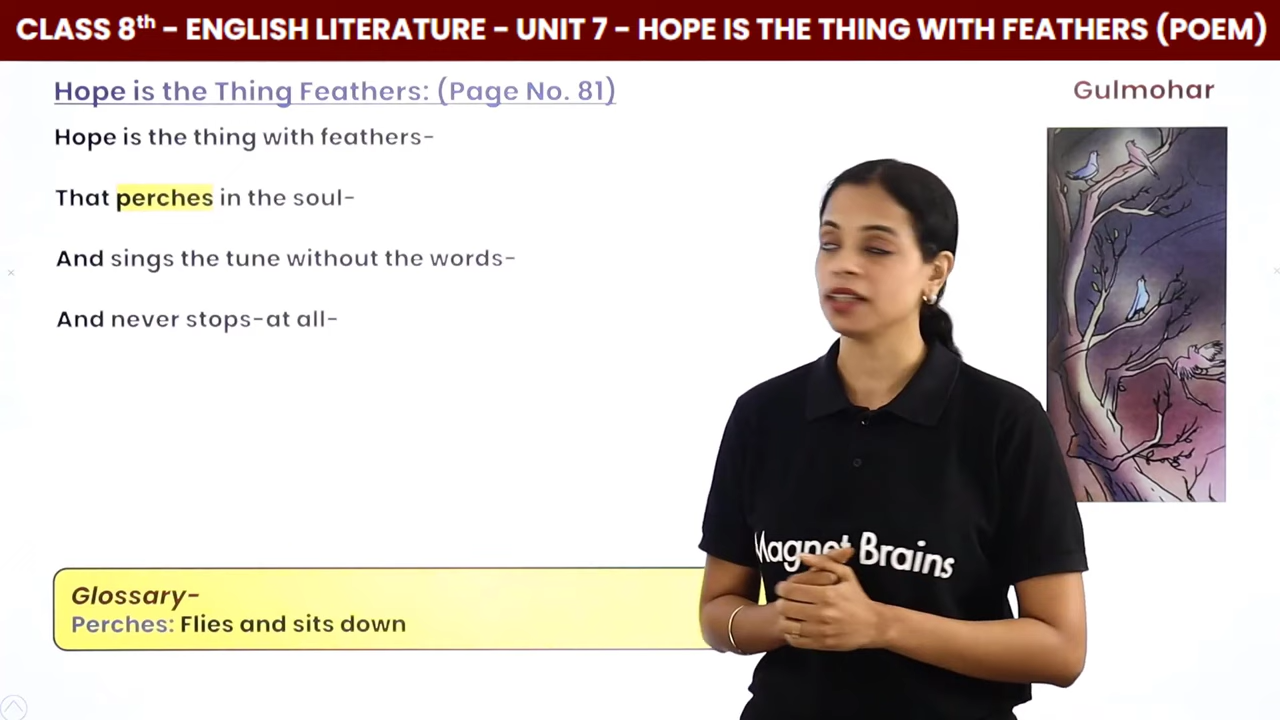 CLASS 8th - ENGLISH LITERATURE - UNIT 7 - HOPE IS THE THING WITH FEATHERS (POEM)
Hope is the Thing Feathers: (Page No. 81)
Gulmohar
Hope is the thing with feathers-
That perches in the soul-
And sings the tune without the words-
And never stops-at all-
Magnet Brains
Glossary-
Perches: Flies and sits down